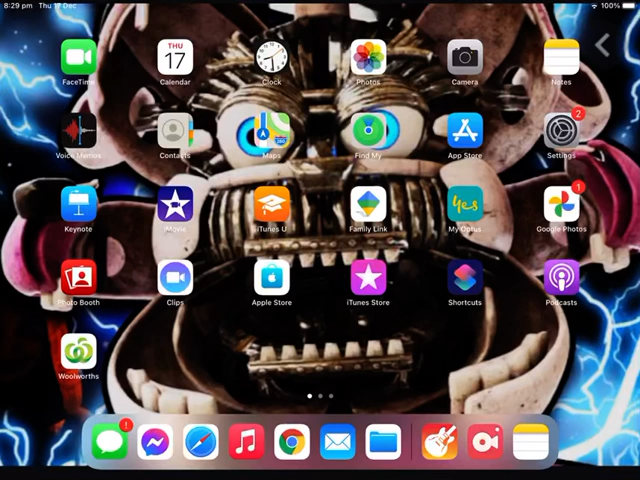 8:29 pm Thu 17 Dec 100%
THU
17
2
FaceTime Calendar Clock Photos Camera Notes
280
Voice Memos Contacts Maps Find My App Store Settings
yes
1
Keynote iMovie iTunes U Family Link My Optus Google Photos
Photo Booth Clips Apple Store iTunes Store Shortcuts Podcasts
Woolworths
!